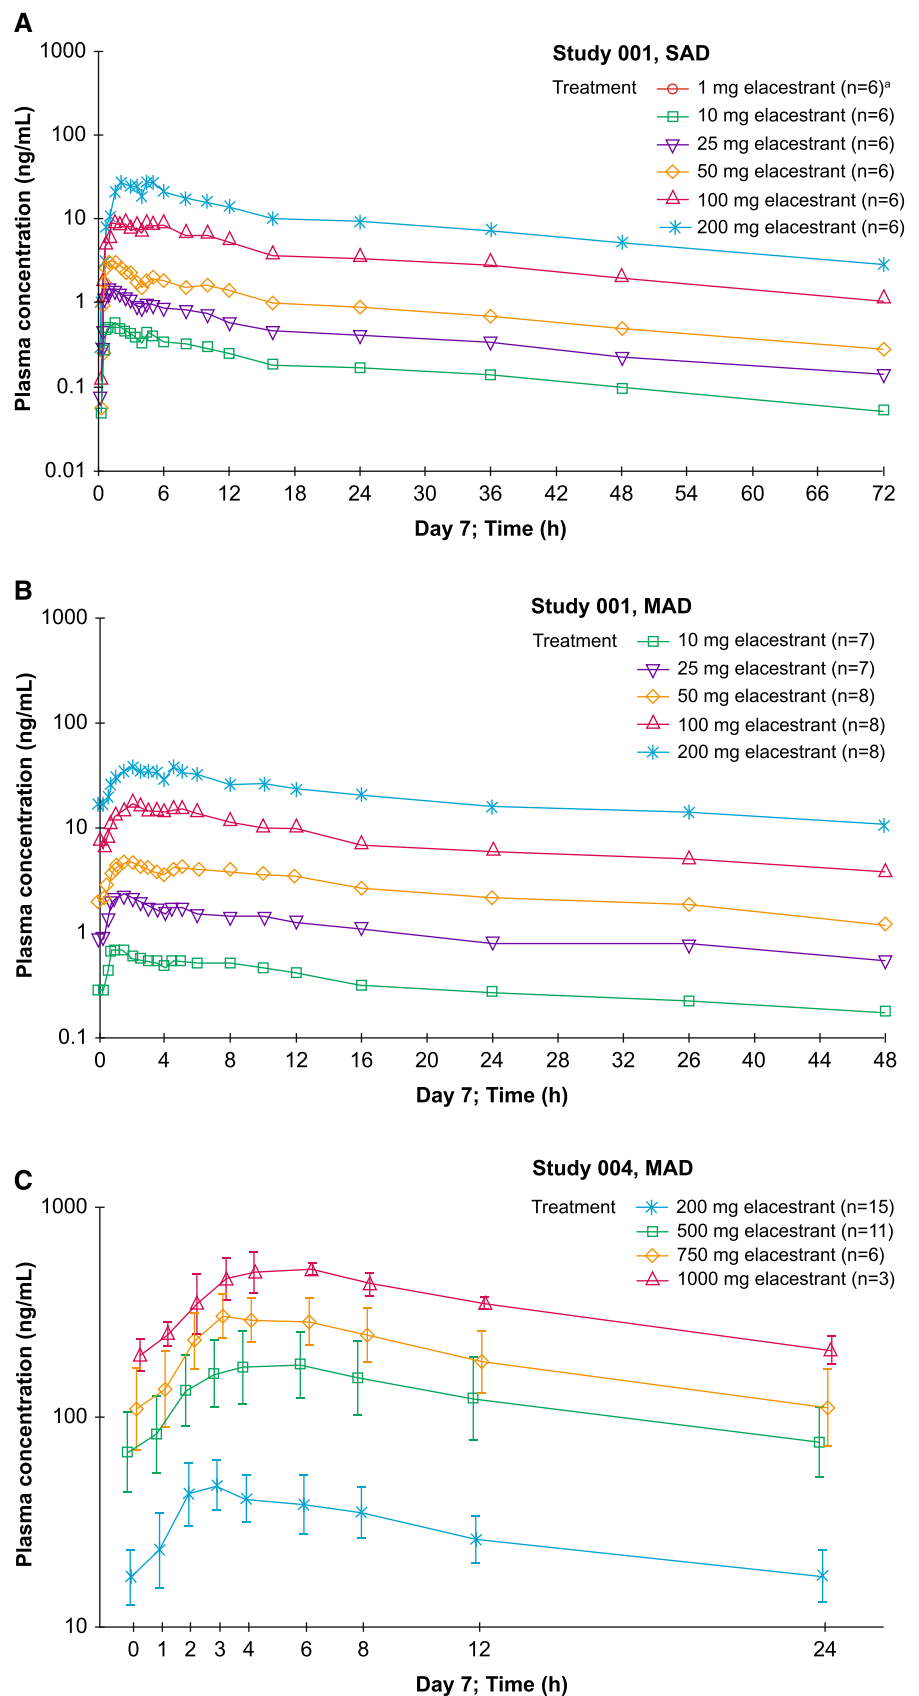 A
Study 001, SAD
Treatment
1 mg elacestrant (n=6)ª
10 mg elacestrant (n=6)
25 mg elacestrant (n=6)
50 mg elacestrant (n=6)
100 mg elacestrant (n=6)
200 mg elacestrant (n=6)
Plasma concentration (ng/mL)
1000
100
10
1
0.1
0.01
0 6 12 18 24 30 36 42 48 54 60 66 72
Day 7; Time (h)
B
Study 001, MAD
Treatment
10 mg elacestrant (n=7)
25 mg elacestrant (n=7)
50 mg elacestrant (n=8)
100 mg elacestrant (n=8)
200 mg elacestrant (n=8)
Plasma concentration (ng/mL)
1000
100
10
1
0.1
0 4 8 12 16 20 24 28 32 26 40 44 48
Day 7; Time (h)
C
Study 004, MAD
Treatment
200 mg elacestrant (n=15)
500 mg elacestrant (n=11)
750 mg elacestrant (n=6)
1000 mg elacestrant (n=3)
Plasma concentration (ng/mL)
1000
100
10
0 1 2 3 4 6 8 12 24
Day 7; Time (h)